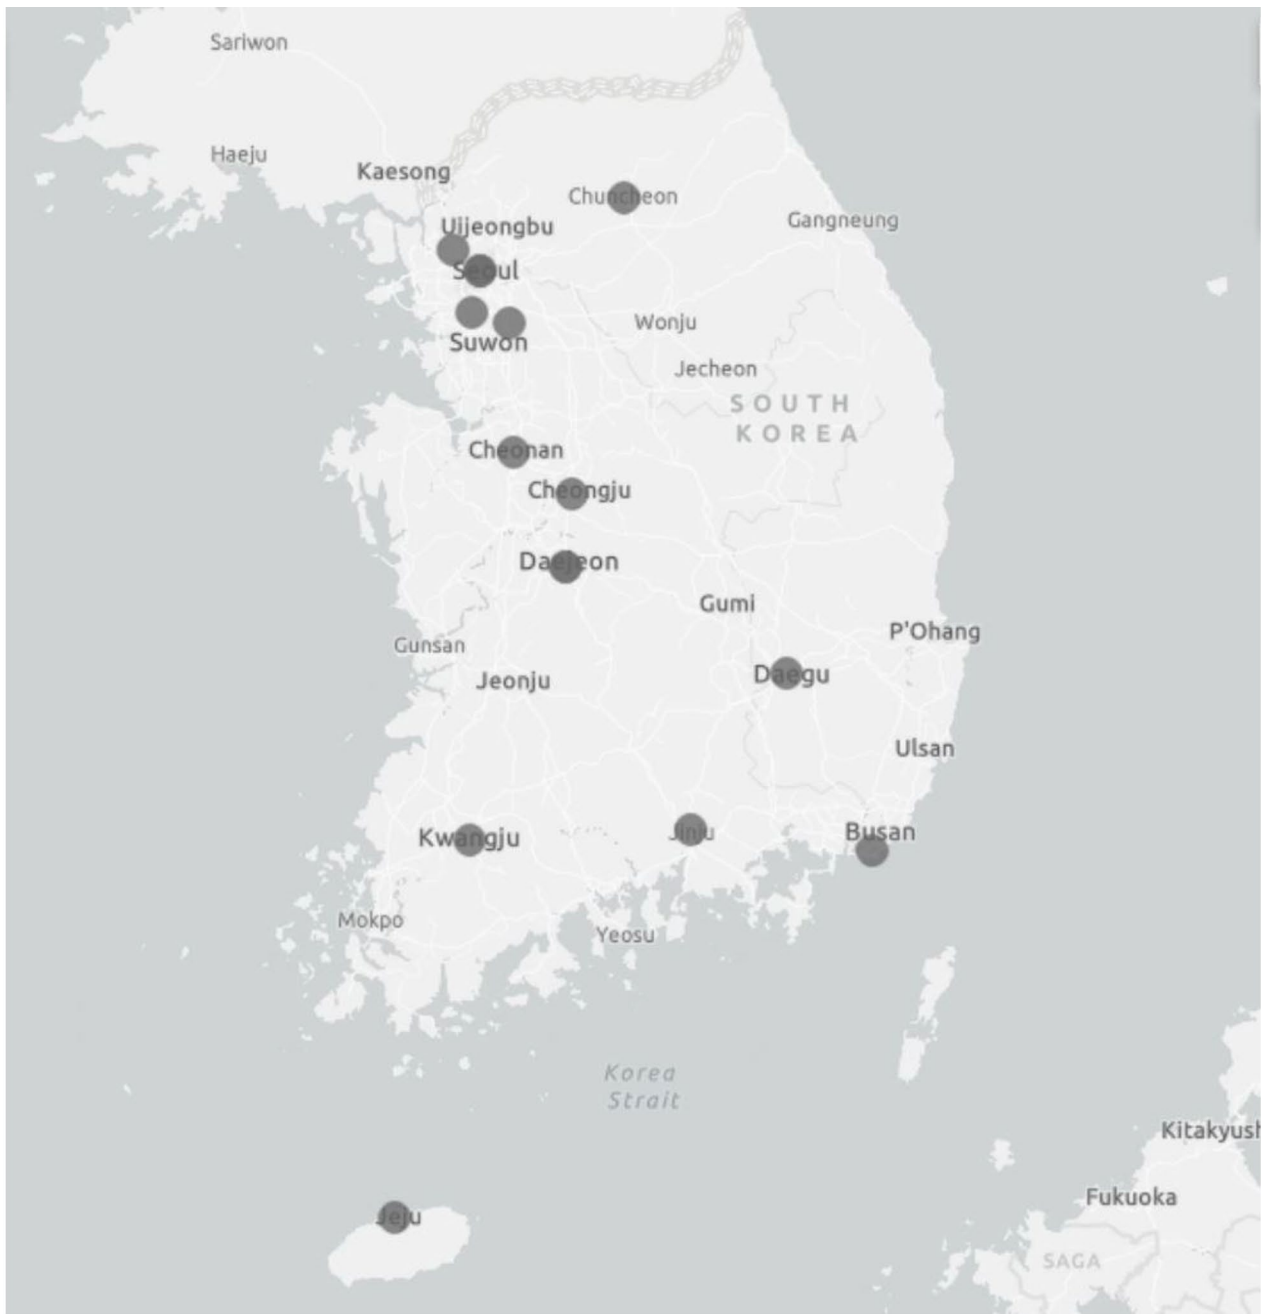 Sariwon
Haeju
Kaesong
Chuncheon
Gangneung
Uijeongbu
Seoul
Wonju
Suwon
Jecheon
SOUTH
KOREA
Cheonan
Cheongju
Daejeon
Gumi
P'Ohang
Gunsan
Daegu
Jeonju
Ulsan
Busan
Jinju
Kwangju
Mokpo
Yeosu
Korea
Strait
Kitakyush
Fukuoka
Jeju
SAGA